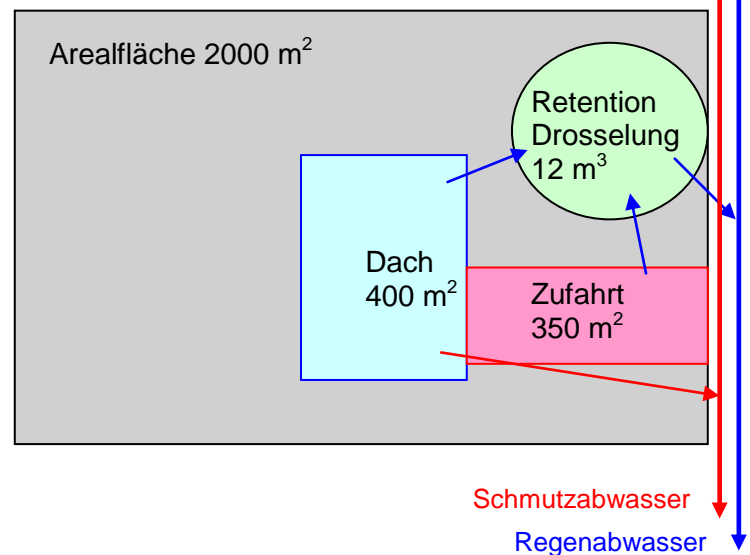 Arealfläche 2000 m²
Retention
Drosselung
12 m³
Dach
400 m²
Zufahrt
350 m²
Schmutzabwasser
Regenabwasser